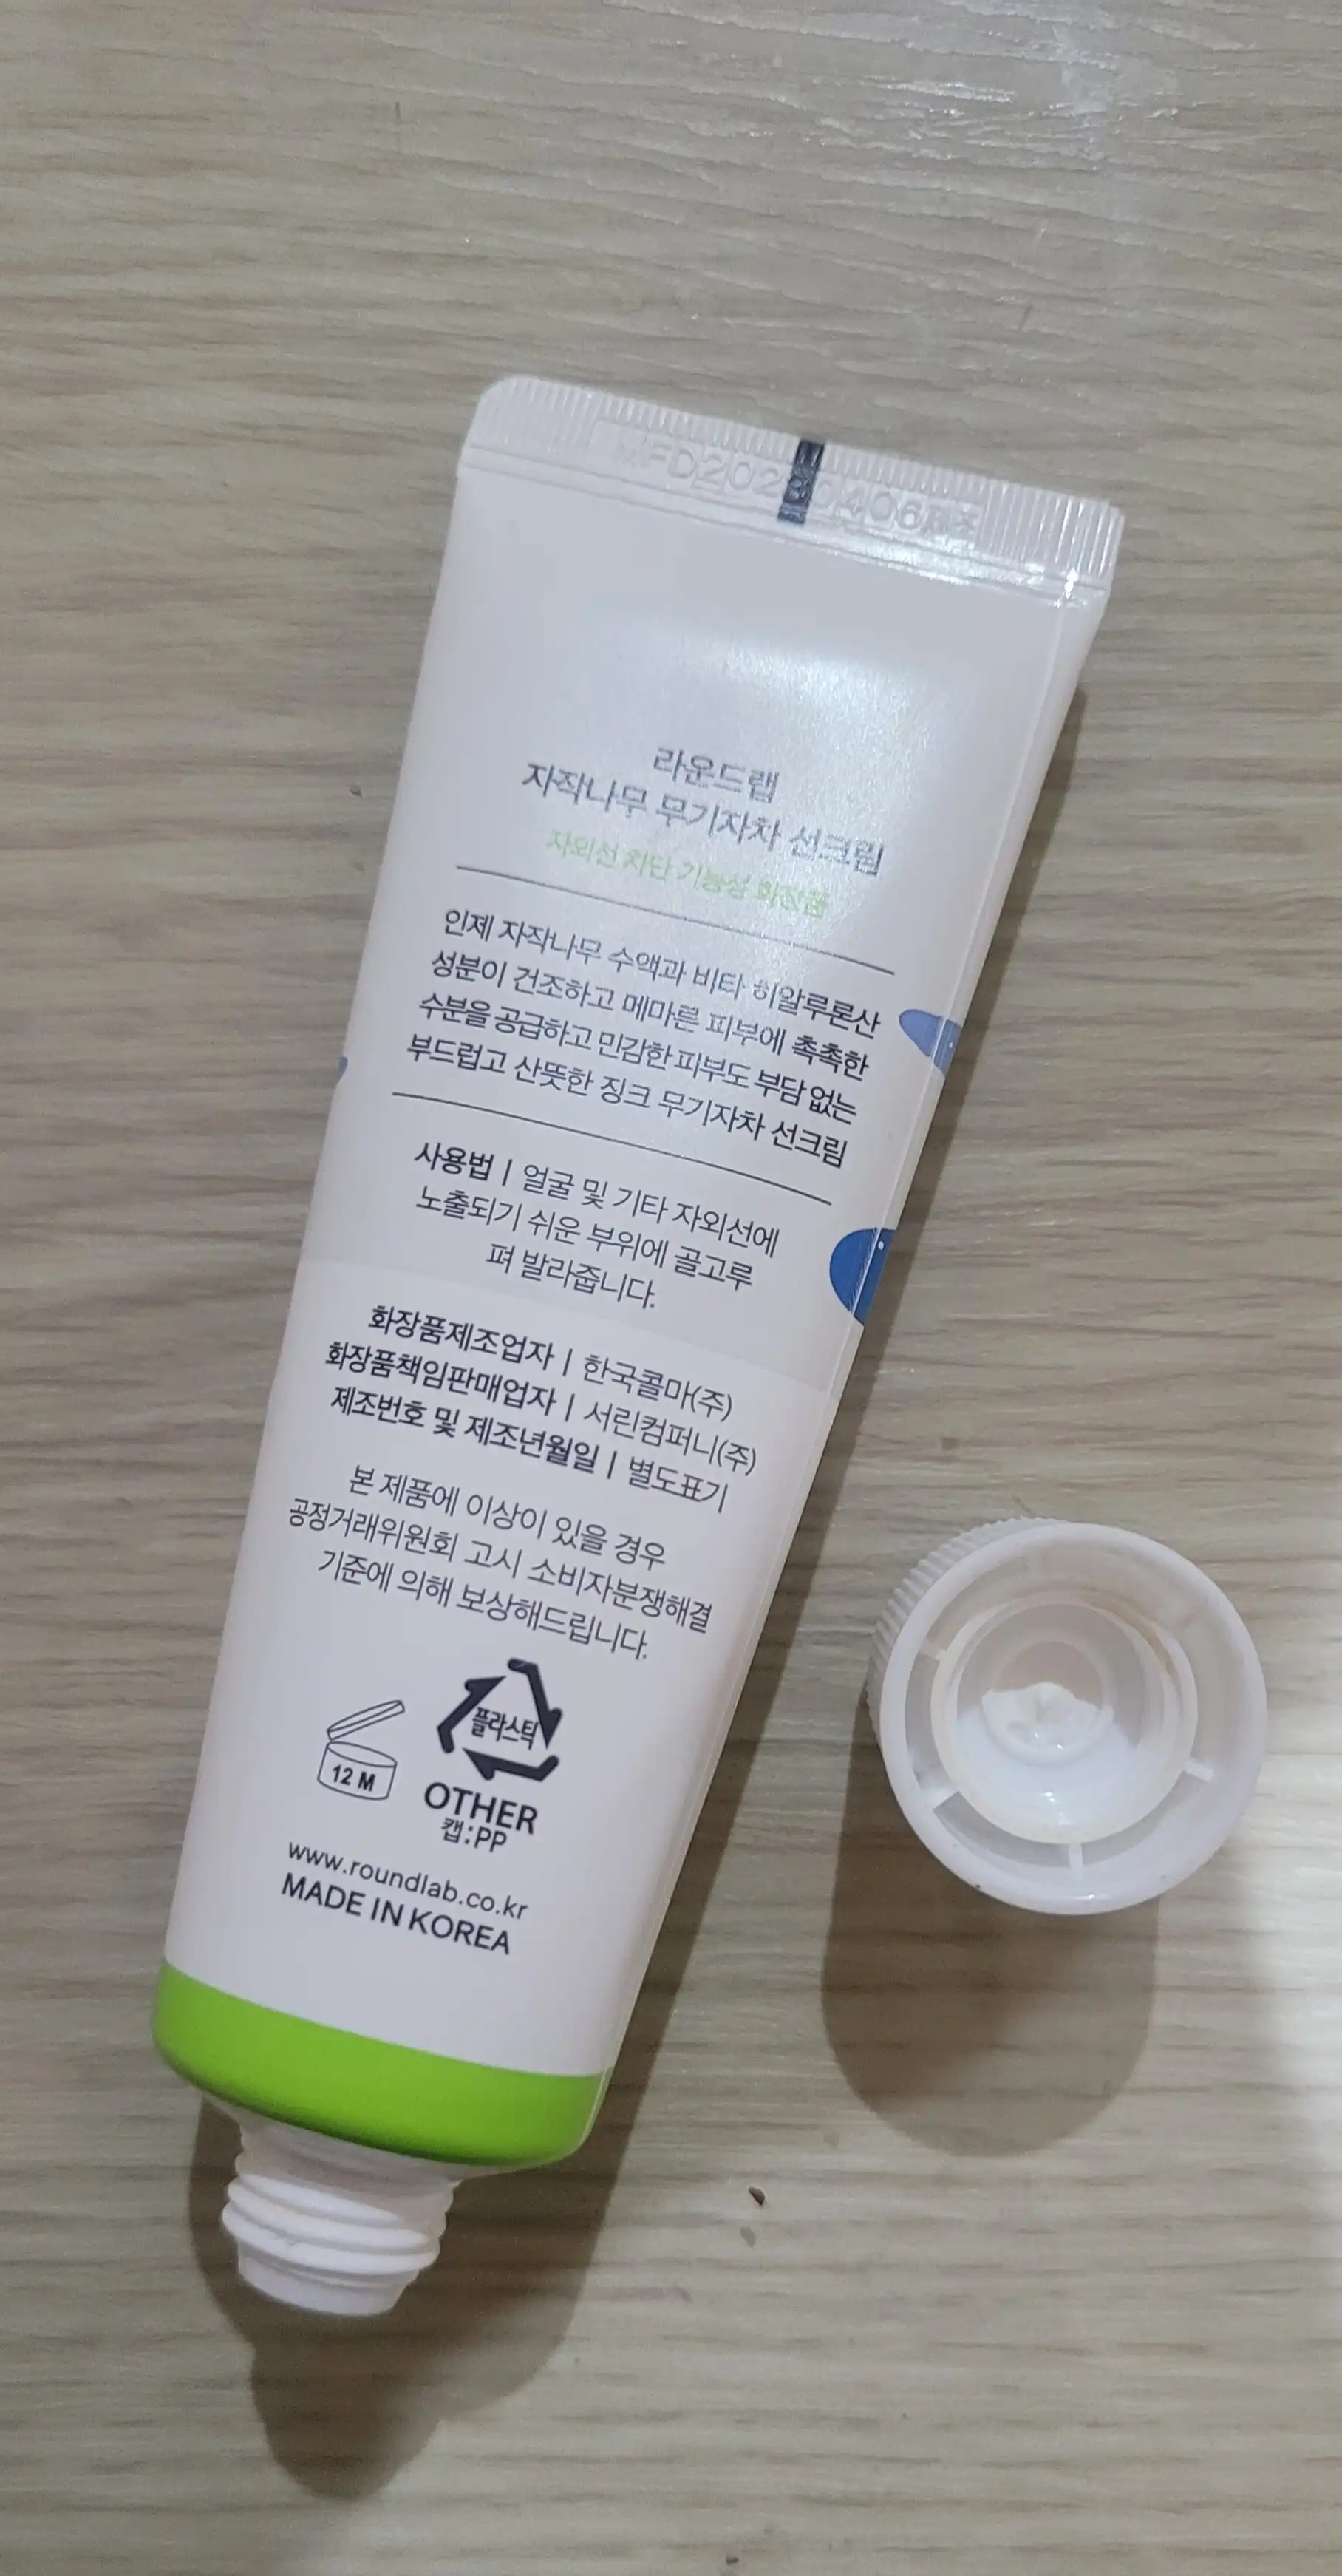 라운드랩
자작나무 무기자차 선크림
자외선 차단 기능성 화장품
인제 자작나무 수액과 비타 히알루론산
성분이 건조하고 메마른 피부에 촉촉한
수분을 공급하고 민감한 피부도 부담 없는
부드럽고 산뜻한 징크 무기자차 선크림
사용법 | 얼굴 및 기타 자외선에
노출되기 쉬운 부위에 골고루
펴 발라줍니다.
화장품제조업자 | 한국콜마(주)
화장품책임판매업자 | 서린컴퍼니(주)
제조번호 및 제조년월일 | 별도표기
본 제품에 이상이 있을 경우
공정거래위원회 고시 소비자분쟁해결
기준에 의해 보상해드립니다.
플라스틱
12 M
OTHER
캡:PP
www.roundlab.co.kr
MADE IN KOREA